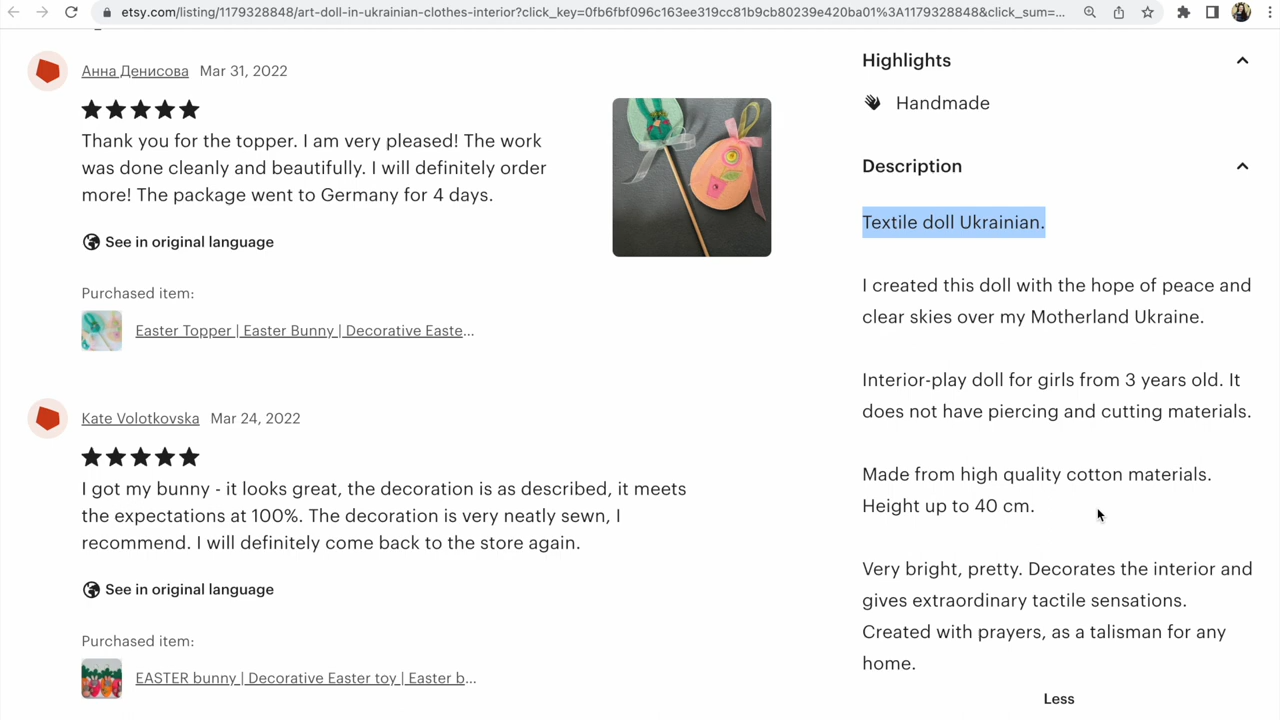 etsy.com/listing/1179328848/art-doll-in-ukrainian-clothes-interior?click_key=0fb6fbf096c163ee319cc81b9cb80239e420ba01%3A1179328848&click_sum=...
Анна Денисова Mar 31, 2022
Thank you for the topper. I am very pleased! The work
was done cleanly and beautifully. I will definitely order
more! The package went to Germany for 4 days.
See in original language
Purchased item:
Easter Topper | Easter Bunny | Decorative Easte...
Kate Volotkovska Mar 24, 2022
I got my bunny - it looks great, the decoration is as described, it meets
the expectations at 100%. The decoration is very neatly sewn, I
recommend. I will definitely come back to the store again.
See in original language
Purchased item:
EASTER bunny | Decorative Easter toy | Easter b...
Highlights
Handmade
Description
Textile doll Ukrainian.
I created this doll with the hope of peace and
clear skies over my Motherland Ukraine.
Interior-play doll for girls from 3 years old. It
does not have piercing and cutting materials.
Made from high quality cotton materials.
Height up to 40 cm.
Very bright, pretty. Decorates the interior and
gives extraordinary tactile sensations.
Created with prayers, as a talisman for any
home.
Less